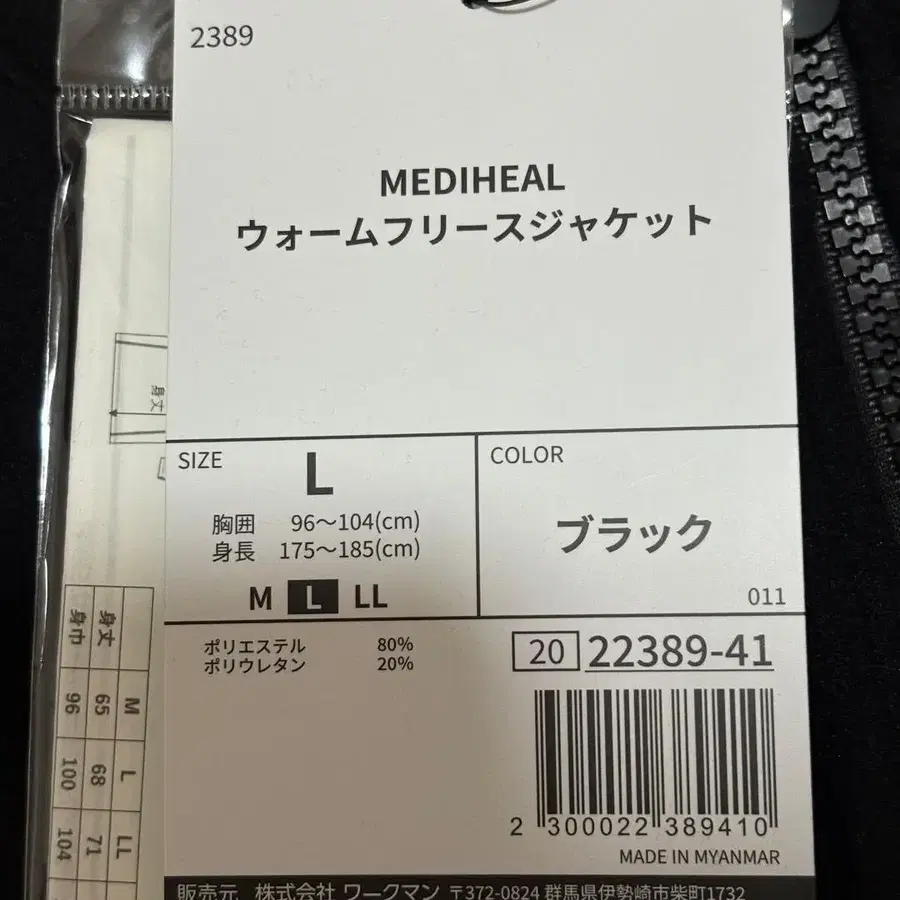 2389
MEDIHEAL
ウォームフリースジャケット
SIZE
L
胸囲 96～104(cm)
身長 175～185(cm)
M L LL
COLOR
ブラック
011
ポリエステル 80%
ポリウレタン 20%
20 22389-41
2 300022 389410
MADE IN MYANMAR
販売元 株式会社 ワークマン 〒372-0824 群馬県伊勢崎市柴町1732
身丈
身丈 身巾
M 65 96
L 68 100
LL 71 104